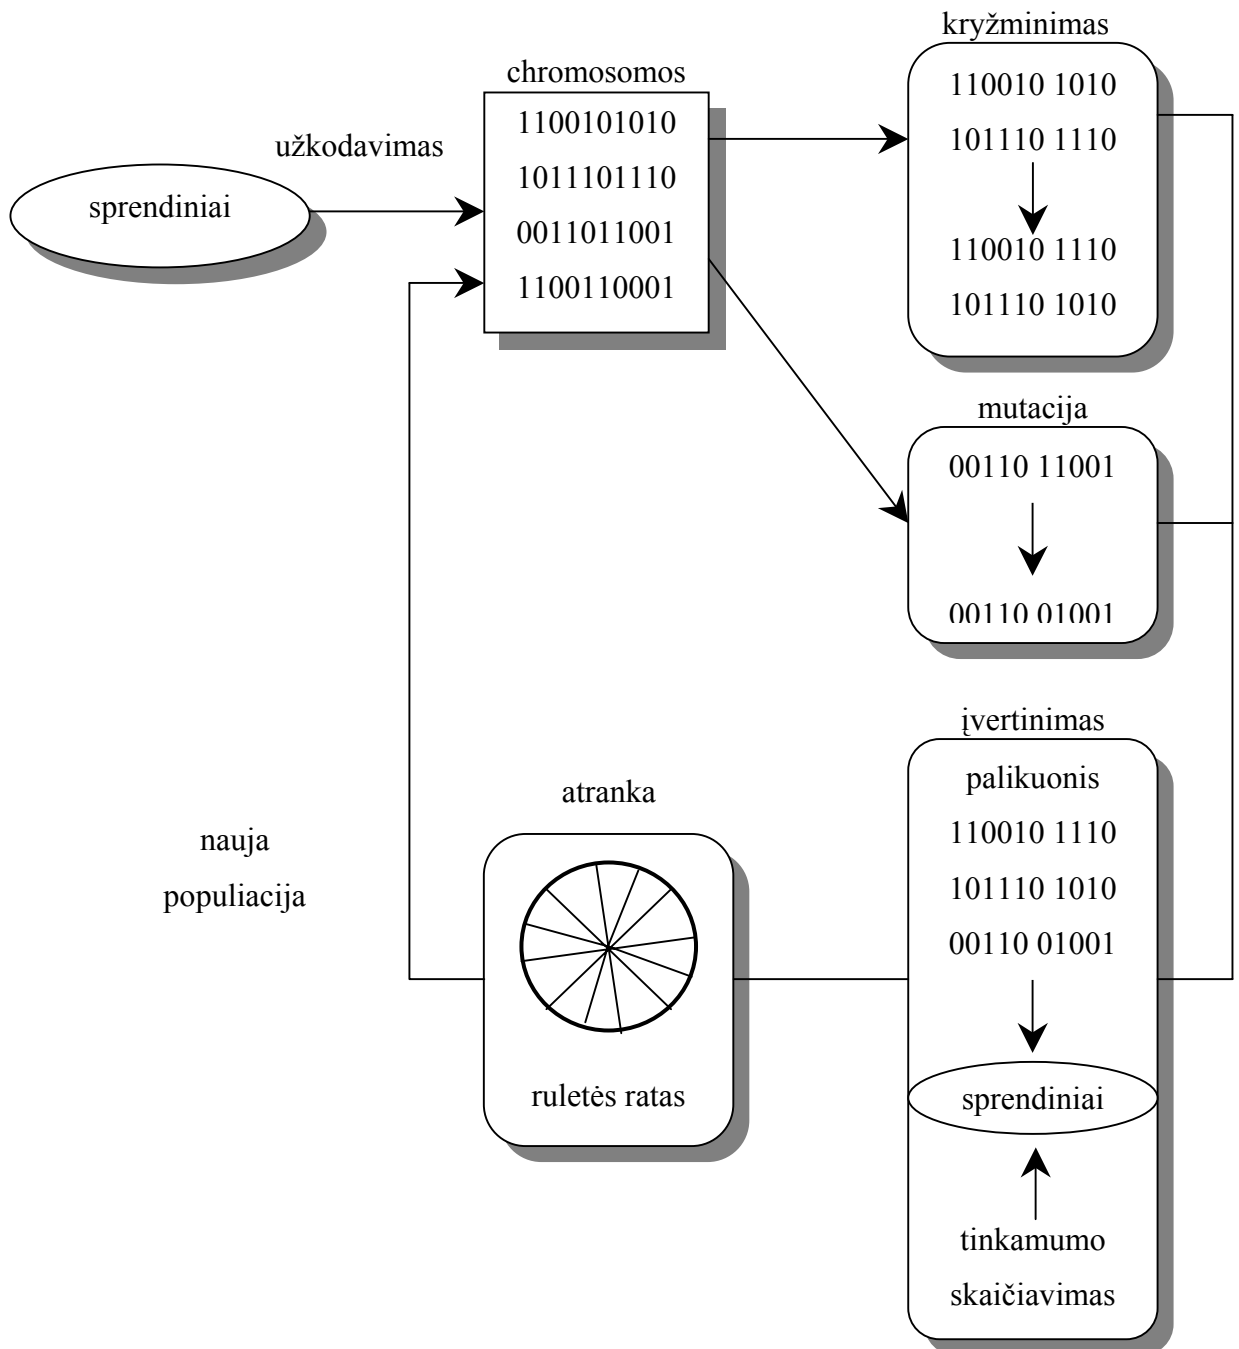 sprendiniai
užkodavimas
chromosomos
1100101010
1011101110
0011011001
1100110001
kryžminimas
110010 1010
101110 1110
110010 1110
101110 1010
mutacija
00110 11001
00110 01001
įvertinimas
palikuonis
110010 1110
101110 1010
00110 01001
sprendiniai
tinkamumo
skaičiavimas
atranka
ruletės ratas
nauja
populiacija